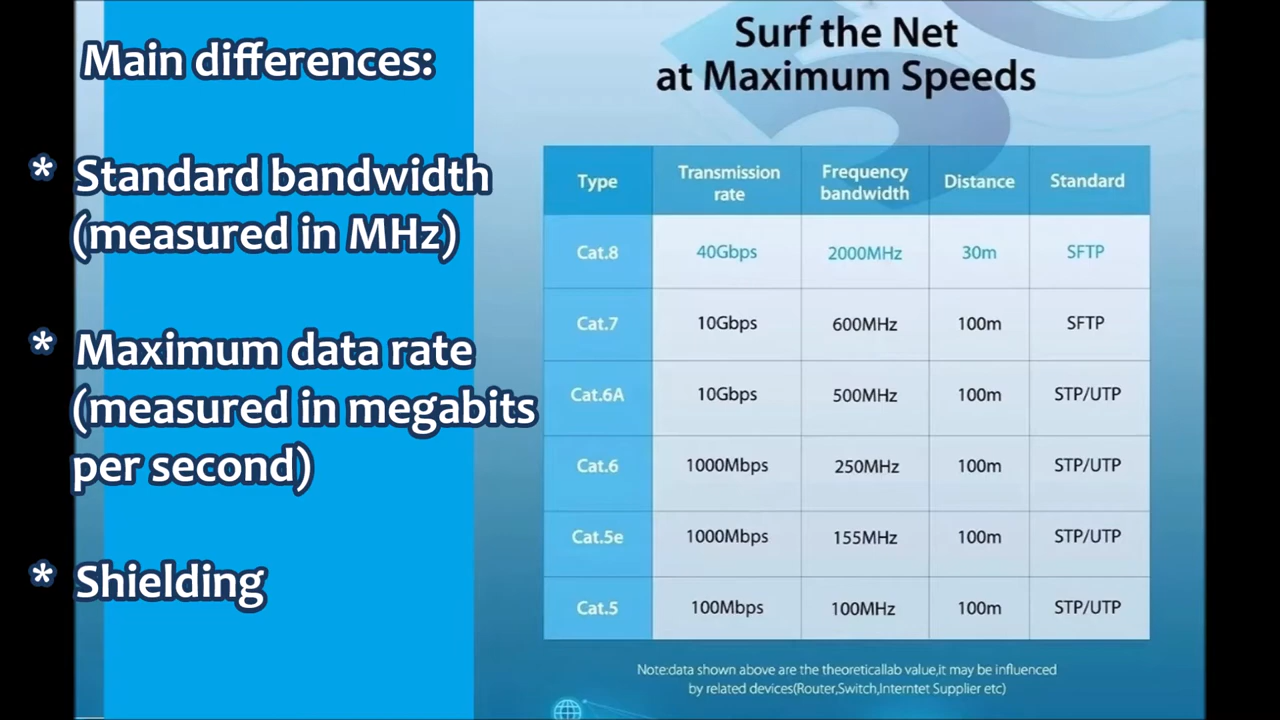 Main differences:
* Standard bandwidth
(measured in MHz)
* Maximum data rate
(measured in megabits
per second)
* Shielding
Surf the Net
at Maximum Speeds
Type Transmission rate Frequency bandwidth Distance Standard
Cat.8 40Gbps 2000MHz 30m SFTP
Cat.7 10Gbps 600MHz 100m SFTP
Cat.6A 10Gbps 500MHz 100m STP/UTP
Cat.6 1000Mbps 250MHz 100m STP/UTP
Cat.5e 1000Mbps 155MHz 100m STP/UTP
Cat.5 100Mbps 100MHz 100m STP/UTP
Note:data shown above are the theoreticallab value,it may be influenced
by related devices(Router,Switch,Interntet Supplier etc)